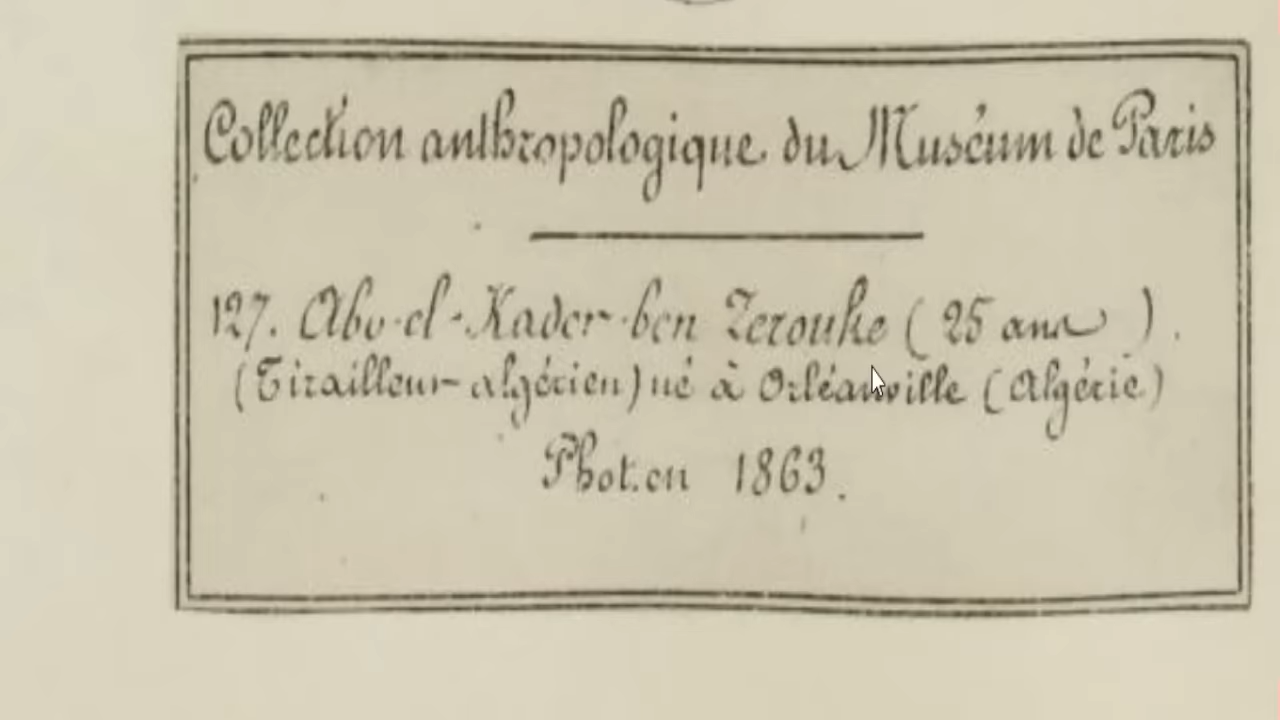 Collection anthropologique du Muséum de Paris
127. Abd-el-Kader-ben Zerouke (25 ans).
(Tirailleur algérien) né à Orléanville (Algérie)
Phot. en 1863.